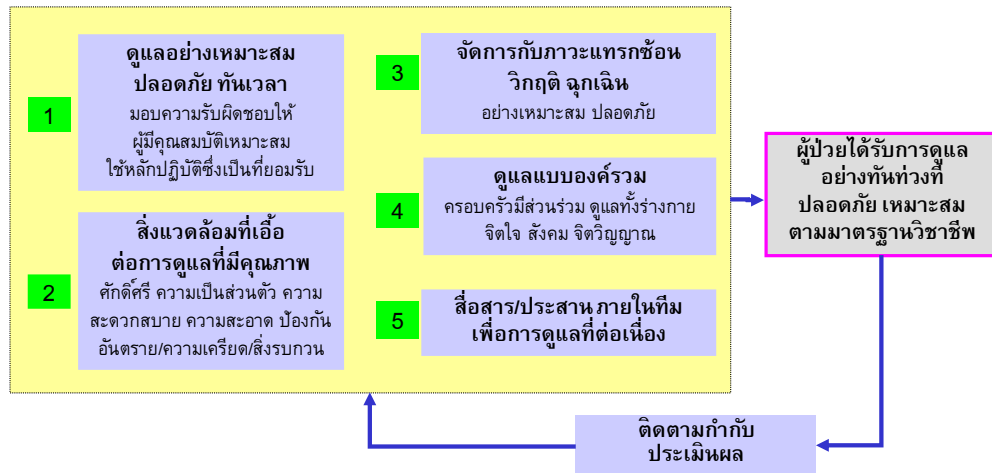 1
ดูแลอย่างเหมาะสม
ปลอดภัย ทันเวลา
มอบความรับผิดชอบให้
ผู้มีคุณสมบัติเหมาะสม
ใช้หลักปฏิบัติซึ่งเป็นที่ยอมรับ
2
สิ่งแวดล้อมที่เอื้อ
ต่อการดูแลที่มีคุณภาพ
ศักดิ์ศรี ความเป็นส่วนตัว ความ
สะดวกสบาย ความสะอาด ป้องกัน
อันตราย/ความเครียด/สิ่งรบกวน
3
จัดการกับภาวะแทรกซ้อน
วิกฤติ ฉุกเฉิน
อย่างเหมาะสม ปลอดภัย
4
ดูแลแบบองค์รวม
ครอบครัวมีส่วนร่วม ดูแลทั้งร่างกาย
จิตใจ สังคม จิตวิญญาณ
5
สื่อสาร/ประสาน ภายในทีม
เพื่อการดูแลที่ต่อเนื่อง
ผู้ป่วยได้รับการดูแล
อย่างทันท่วงที
ปลอดภัย เหมาะสม
ตามมาตรฐานวิชาชีพ
ติดตามกำกับ
ประเมินผล